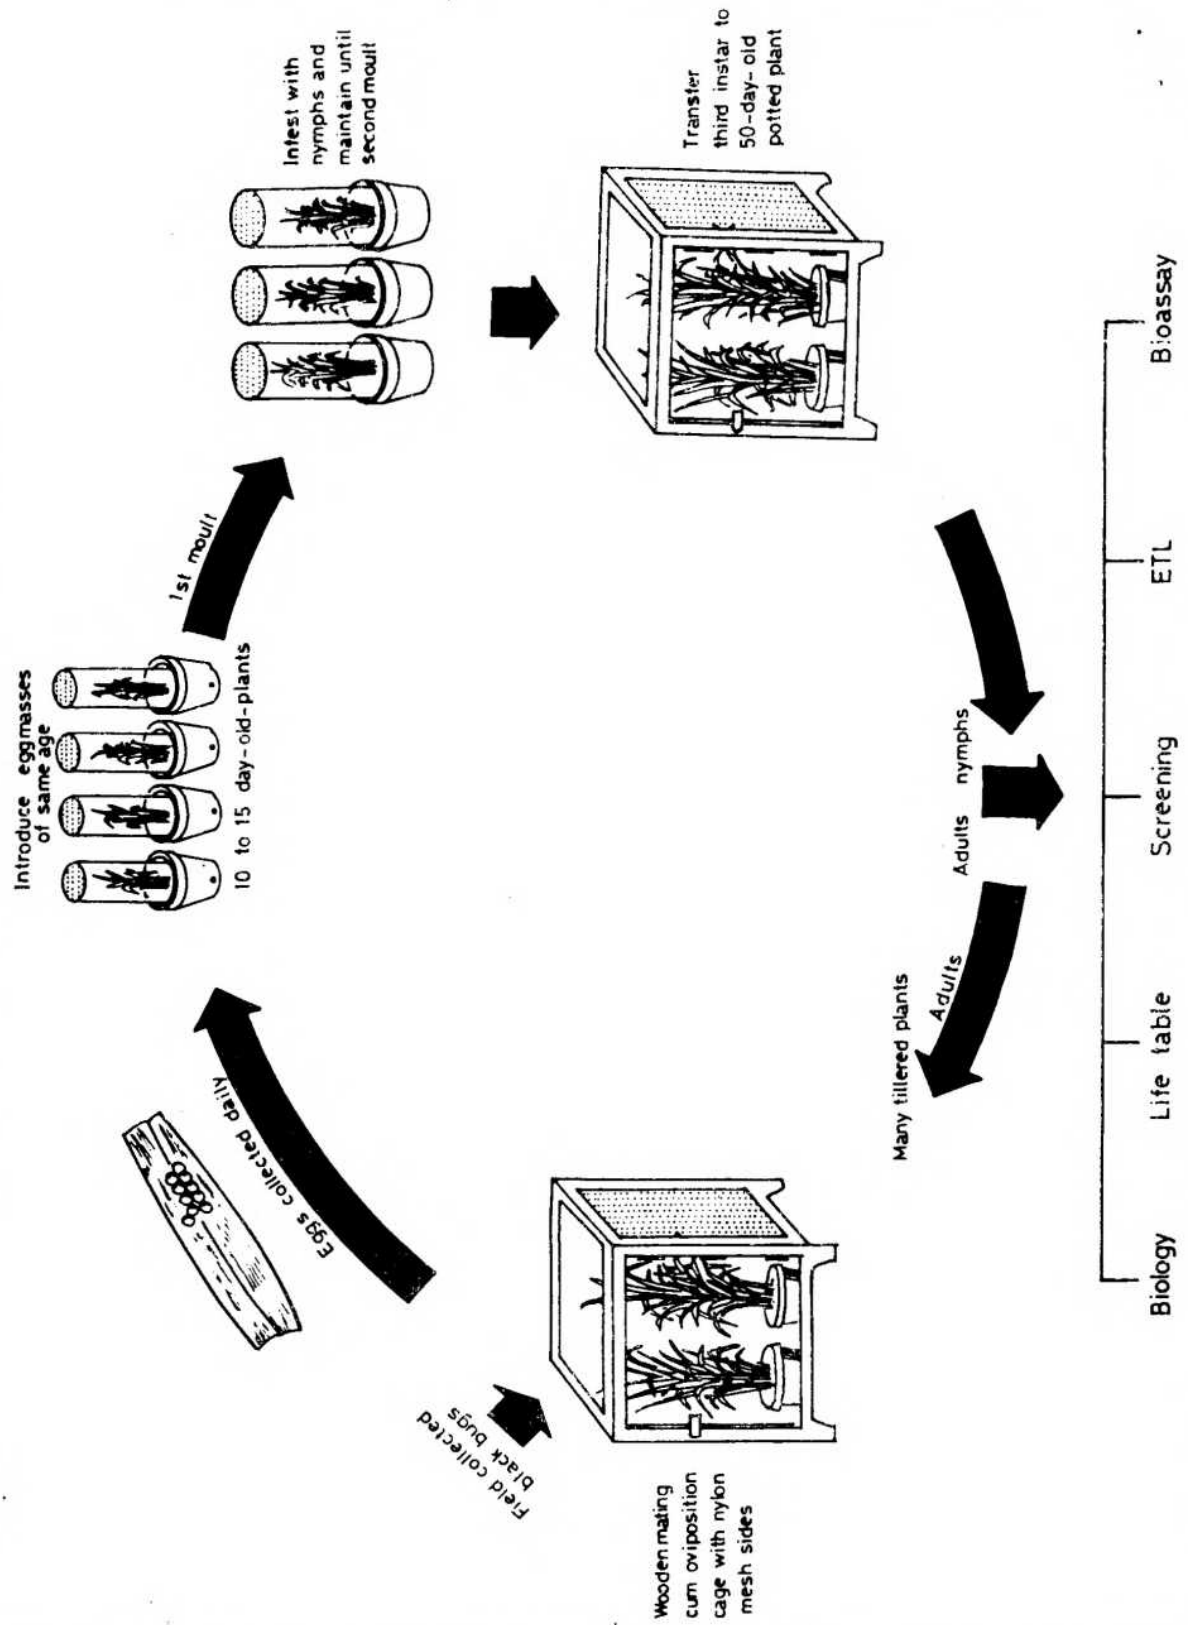 Introduce eggmasses
of same age
10 to 15 day-old-plants
1st moult
Infest with
nymphs and
maintain until
second moult
Transfer
third instar to
50-day-old
potted plant
Eggs collected daily
Field collected
black bugs
Wooden mating
cum oviposition
cage with nylon
mesh sides
Many tillered plants
Adults
Adults nymphs
Biology Life table Screening ETL Bioassay